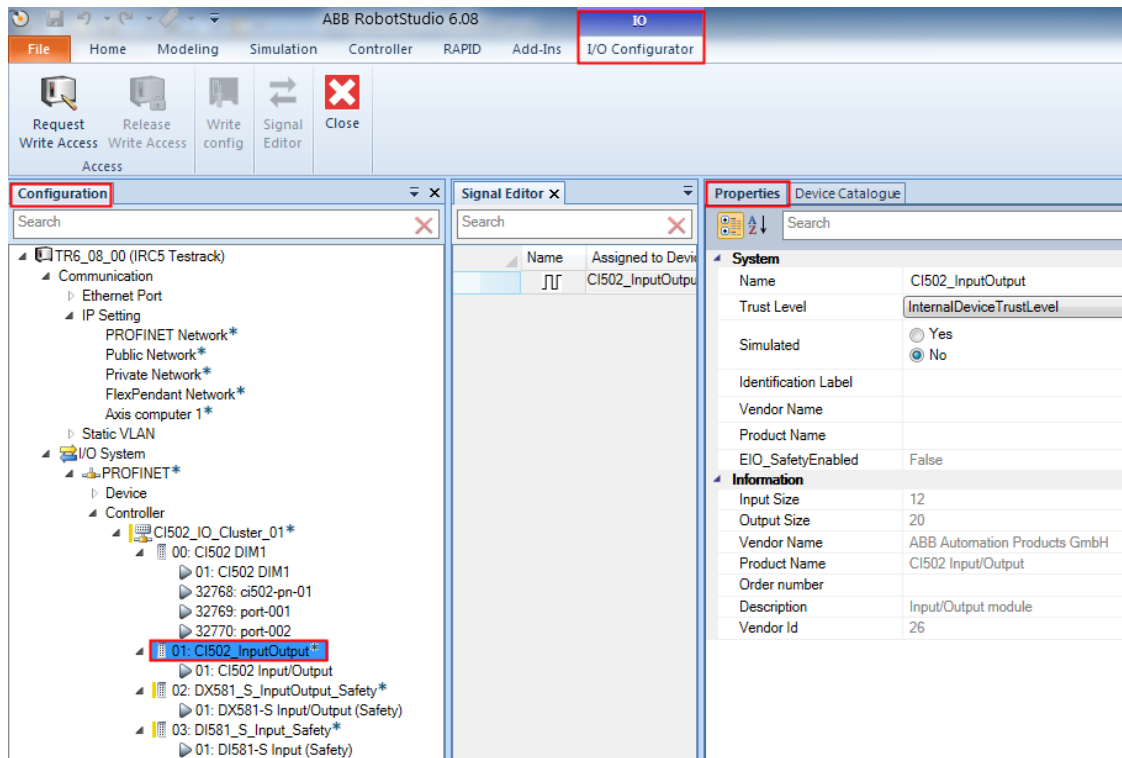 ABB RobotStudio 6.08
IO
File Home Modeling Simulation Controller RAPID Add-Ins I/O Configurator
Request Write Access
Release Write Access
Write config
Signal Editor
Close
Access
Configuration
Search
TR6_08_00 (IRC5 Testrack)
Communication
Ethernet Port
IP Setting
PROFINET Network*
Public Network*
Private Network*
FlexPendant Network*
Axis computer 1*
Static VLAN
I/O System
PROFINET*
Device
Controller
CI502_IO_Cluster_01*
00: CI502 DIM1
01: CI502 DIM1
32768: ci502-pn-01
32769: port-001
32770: port-002
01: CI502_InputOutput*
01: CI502 Input/Output
02: DX581_S_InputOutput_Safety*
01: DX581-S Input/Output (Safety)
03: DI581_S_Input_Safety*
01: DI581-S Input (Safety)
Signal Editor X
Search
Name Assigned to Devi
CI502_InputOutpu
Properties Device Catalogue
Search
System
Name CI502_InputOutput
Trust Level InternalDeviceTrustLevel
Simulated Yes
No
Identification Label
Vendor Name
Product Name
EIO_SafetyEnabled False
Information
Input Size 12
Output Size 20
Vendor Name ABB Automation Products GmbH
Product Name CI502 Input/Output
Order number
Description Input/Output module
Vendor Id 26